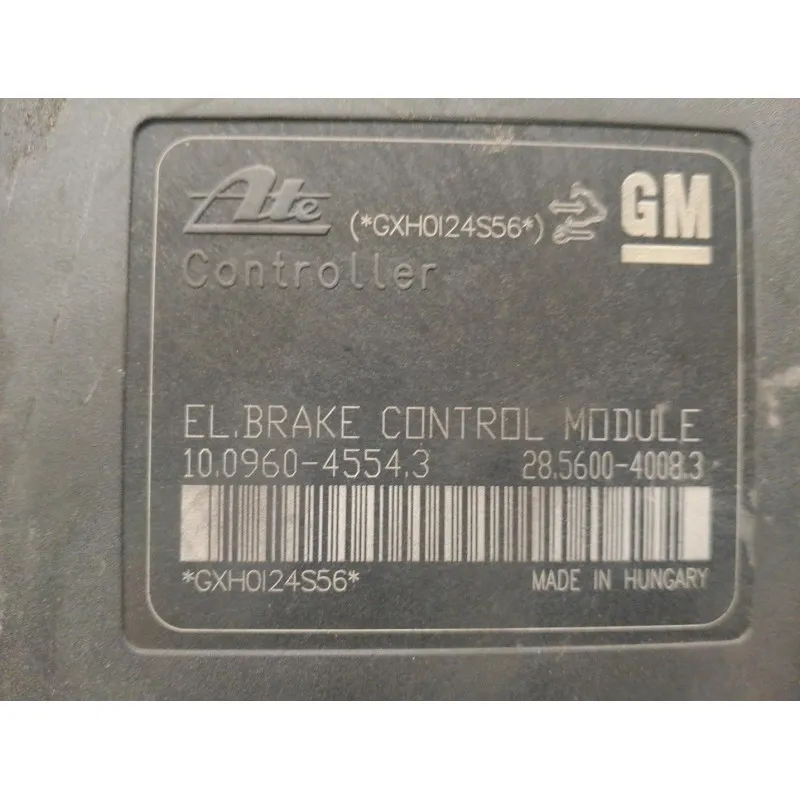 Ate (*GXH0124S56*) GM
Controller
EL.BRAKE CONTROL MODULE
10.0960-4554.3 28.5600-4008.3
*GXH0124S56* MADE IN HUNGARY